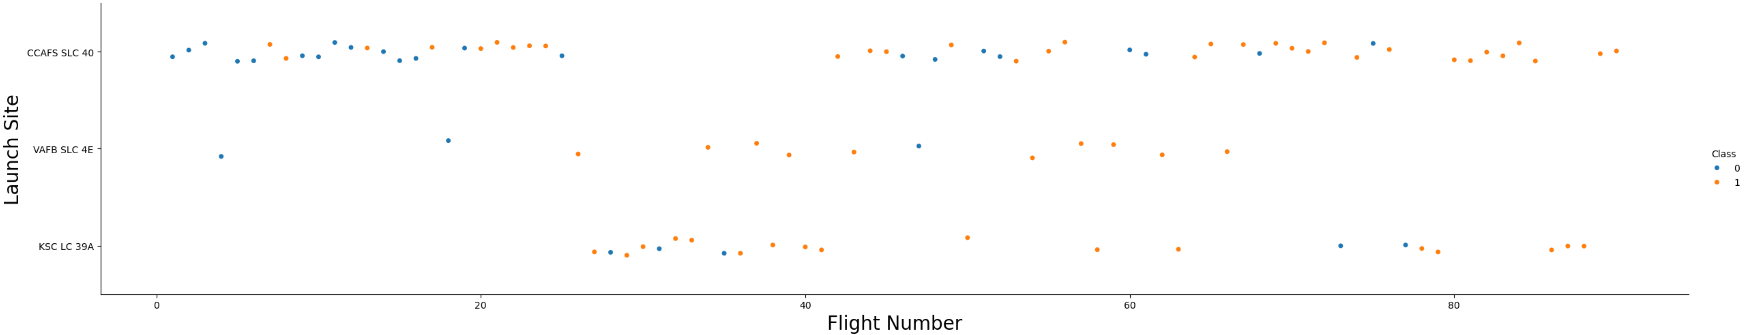 CCAFS SLC 40
VAFB SLC 4E
KSC LC 39A
Launch Site
0 20 40 60 80
Flight Number
Class
0
1